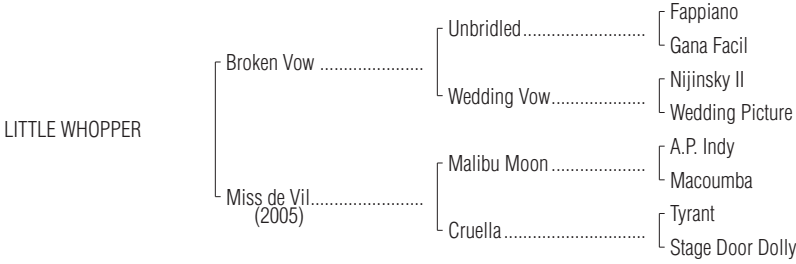 Fappiano
Unbridled
Gana Facil
Broken Vow
Nijinsky II
Wedding Vow
Wedding Picture
LITTLE WHOPPER
A.P. Indy
Malibu Moon
Macoumba
Miss de Vil
(2005)
Tyrant
Cruella
Stage Door Dolly